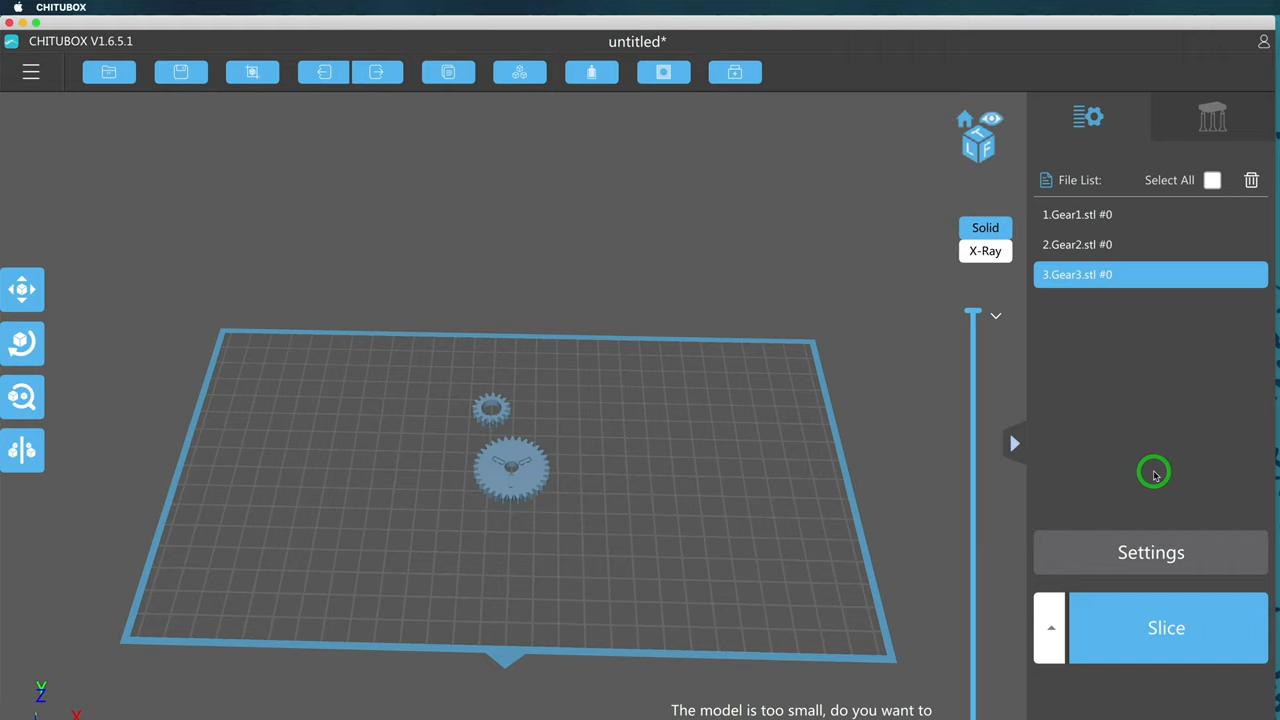 CHITUBOX
CHITUBOX V1.6.5.1
untitled*
T
L F
File List:
Select All
1.Gear1.stl #0
2.Gear2.stl #0
3.Gear3.stl #0
Solid
X-Ray
Settings
Slice
Y
Z
X
The model is too small, do you want to